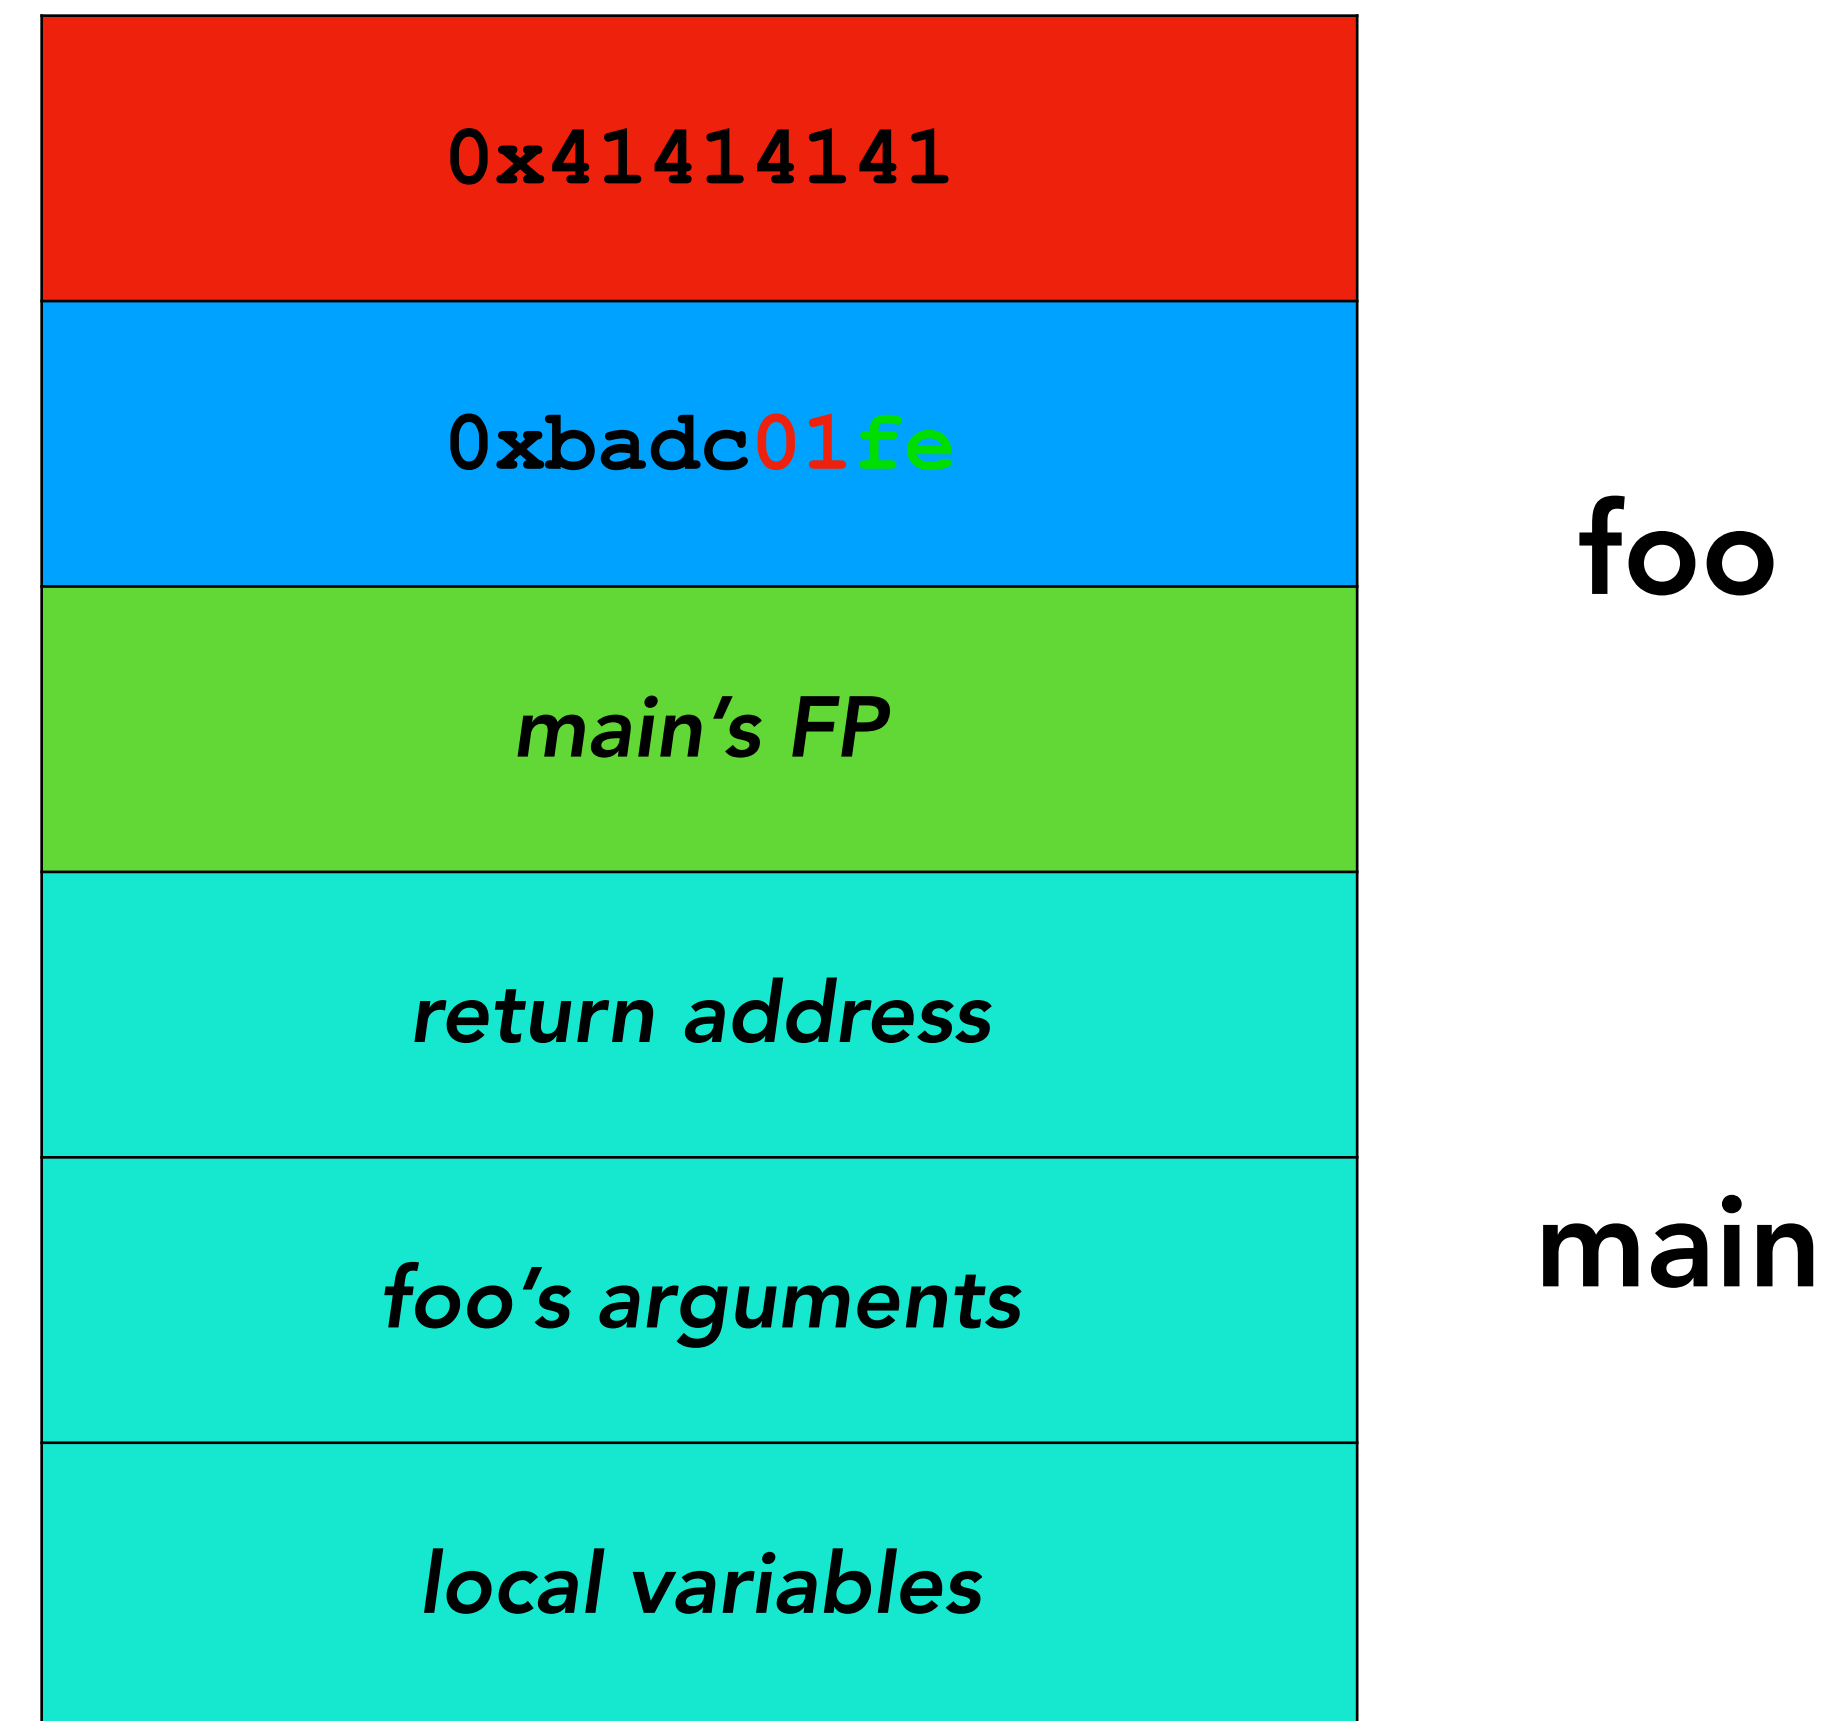 0x41414141
0xbadc01fe
foo
main’s FP
return address
foo’s arguments
main
local variables